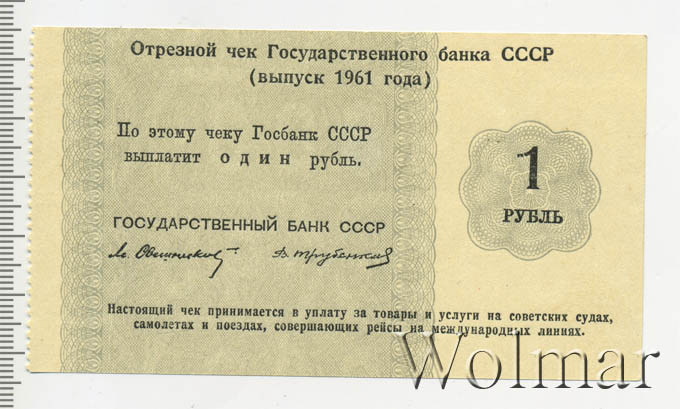 Отрезной чек Государственного банка СССР
(выпуск 1961 года)
По этому чеку Госбанк СССР
выплатит один рубль.
1
РУБЛЬ
ГОСУДАРСТВЕННЫЙ БАНК СССР
Настоящий чек принимается в уплату за товары и услуги на советских судах,
самолетах и поездах, совершающих рейсы на международных линиях.
Wolmar